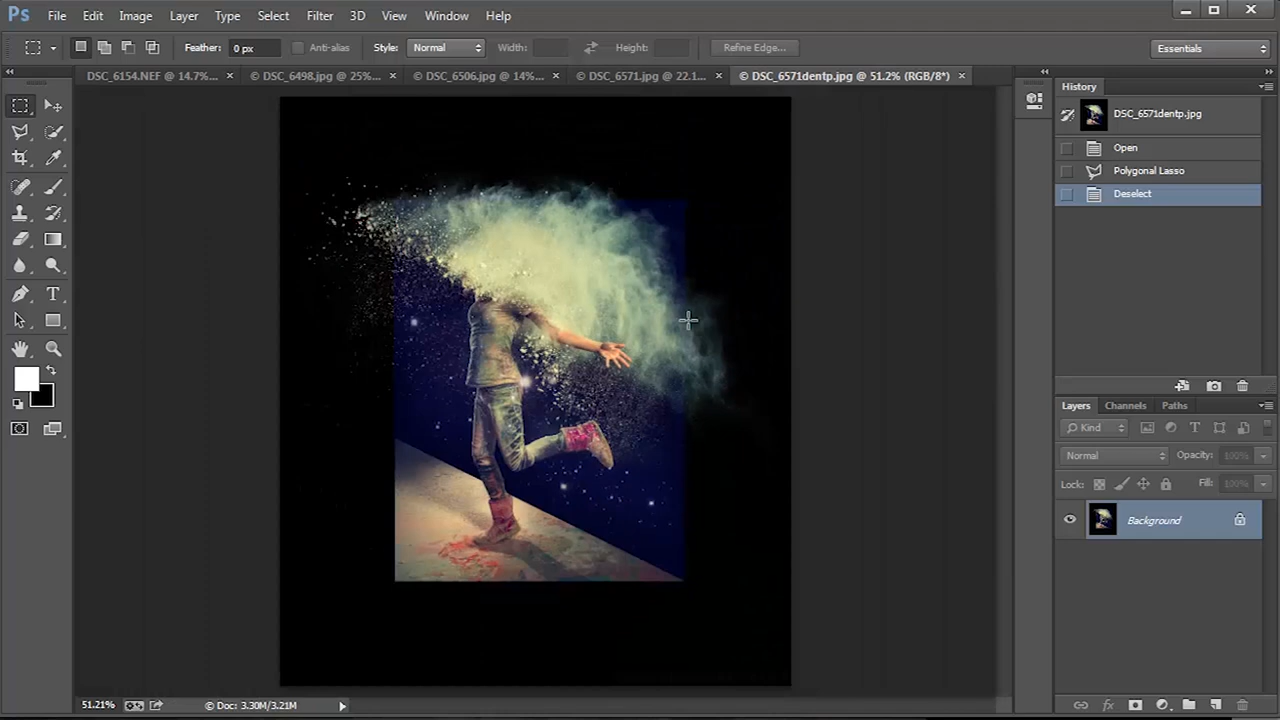 Ps File Edit Image Layer Type Select Filter 3D View Window Help
Feather: 0 px Anti-alias Style: Normal Width: Height: Refine Edge... Essentials
DSC_6154.NEF @ 14.7%... × © DSC_6498.jpg @ 25%... × © DSC_6506.jpg @ 14%... × © DSC_6571.jpg @ 22.1... × © DSC_6571dentp.jpg @ 51.2% (RGB/8*) ×
History
DSC_6571dentp.jpg
Open
Polygonal Lasso
Deselect
Layers Channels Paths
Kind
Normal Opacity: 100%
Lock: Fill: 100%
Background
51.21% © Doc: 3.30M/3.21M